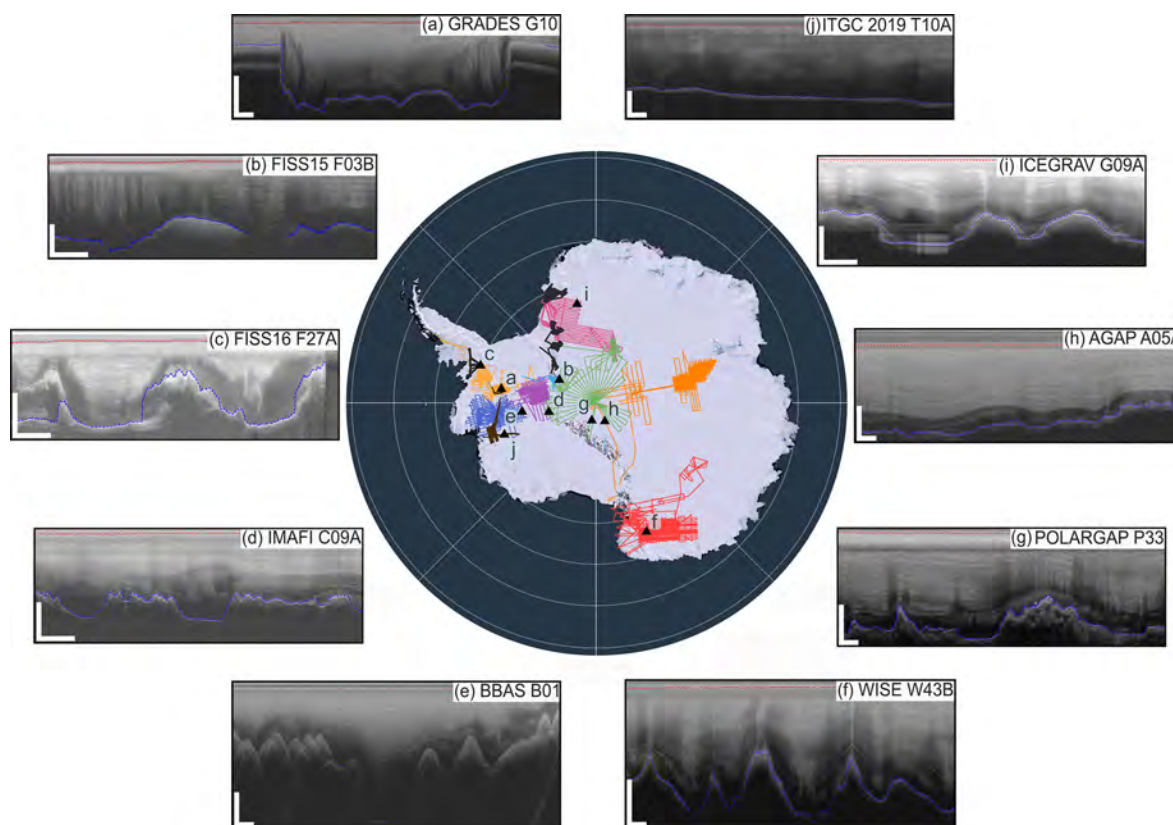 (a) GRADES G10
(j) ITGC 2019 T10A
(b) FISS15 F03B
(i) ICEGRAV G09A
(c) FISS16 F27A
(h) AGAP A05A
(d) IMAFI C09A
(g) POLARGAP P33
(e) BBAS B01
(f) WISE W43B
i
c
a
b
e
d
g
h
j
f